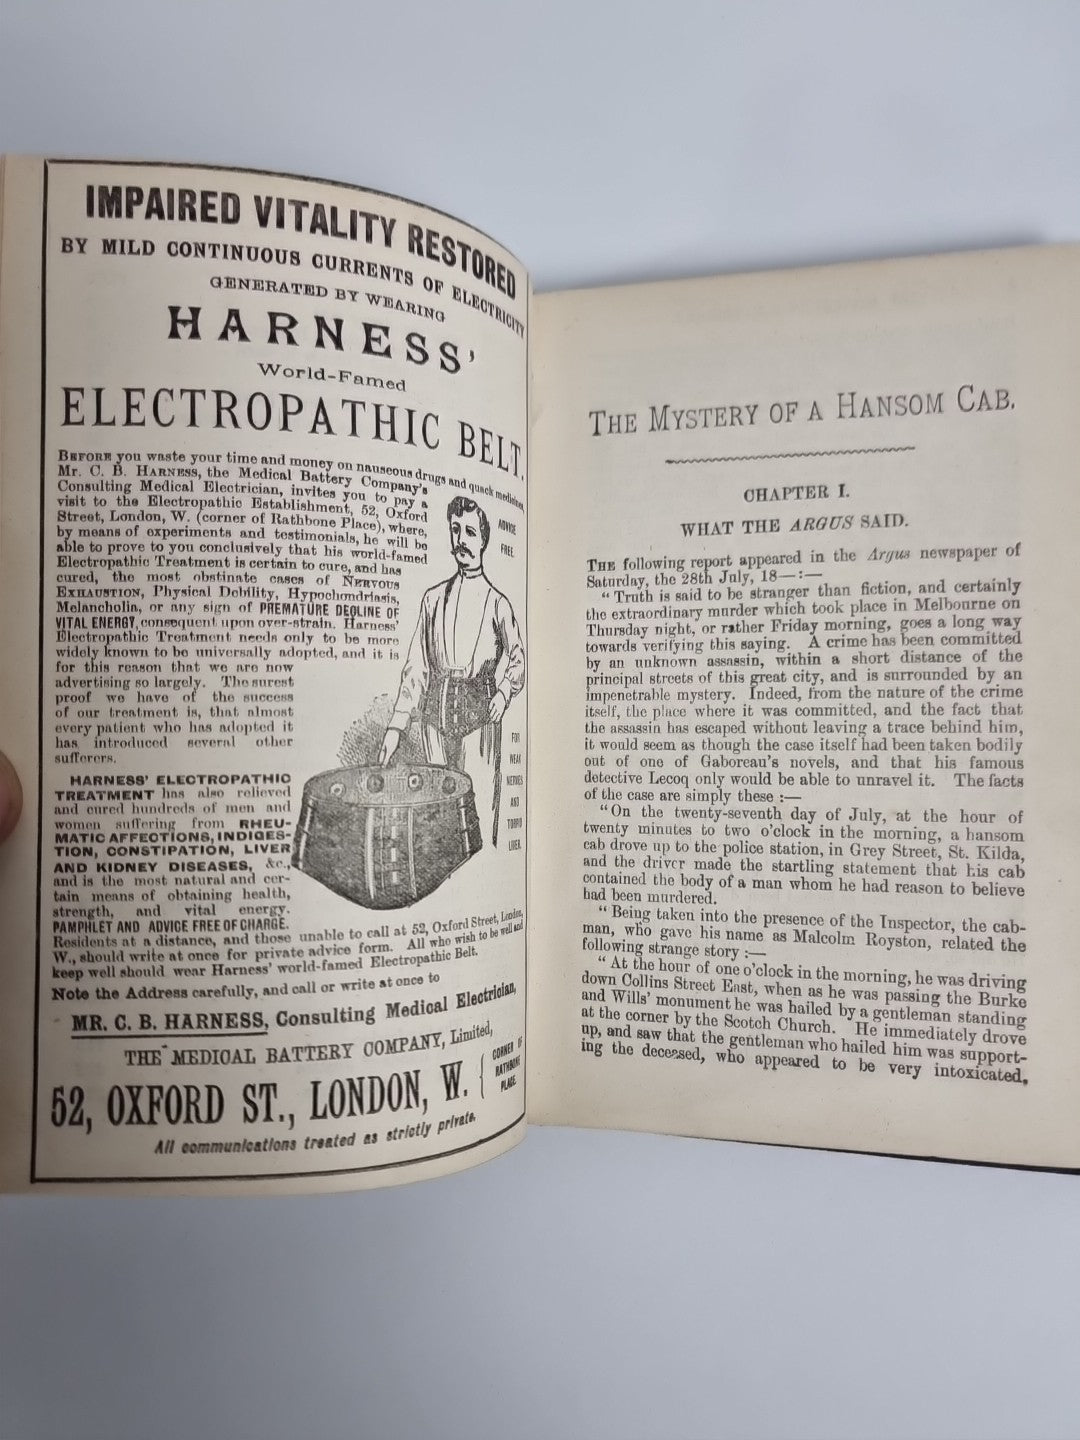 IMPAIRED VITALITY RESTORED
BY MILD CONTINUOUS CURRENTS OF ELECTRICITY
GENERATED BY WEARING
HARNESS'
World-Famed
ELECTROPATHIC BELT.
BEFORE you waste your time and money on nauseous drugs and quack medicines,
Mr. C. B. HARNESS, the Medical Battery Company's
Consulting Medical Electrician, invites you to pay a
visit to the Electropathic Establishment, 52, Oxford
Street, London, W. (corner of Rathbone Place), where,
by means of experiments and testimonials, he will be
able to prove to you conclusively that his world-famed
Electropathic Treatment is certain to cure, and has
cured, the most obstinate cases of NERVOUS
EXHAUSTION, Physical Debility, Hypochondriasis,
Melancholia, or any sign of PREMATURE DECLINE OF
VITAL ENERGY, consequent upon over-strain. Harness'
Electropathic Treatment needs only to be more
widely known to be universally adopted, and it is
for this reason that we are now
advertising so largely. The surest
proof we have of the success
of our treatment is, that almost
every patient who has adopted it
has introduced several other
sufferers.
ADVICE
FREE.
HARNESS' ELECTROPATHIC
TREATMENT has also relieved
and cured hundreds of men and
women suffering from RHEU-
MATIC AFFECTIONS, INDIGES-
TION, CONSTIPATION, LIVER
AND KIDNEY DISEASES, &c.,
and is the most natural and cer-
tain means of obtaining health,
strength, and vital energy.
PAMPHLET AND ADVICE FREE OF CHARGE.
FOR
WEAK
NERVES
AND
TORPID
LIVER.
Residents at a distance, and those unable to call at 52, Oxford Street, London,
W., should write at once for private advice form. All who wish to be well and
keep well should wear Harness' world-famed Electropathic Belt.
Note the Address carefully, and call or write at once to
MR. C. B. HARNESS, Consulting Medical Electrician,
THE MEDICAL BATTERY COMPANY, Limited,
52, OXFORD ST., LONDON, W.
CORNER OF
RATHBONE
PLACE.
All communications treated as strictly private.
THE MYSTERY OF A HANSOM CAB.
CHAPTER I.
WHAT THE ARGUS SAID.
THE following report appeared in the Argus newspaper of
Saturday, the 28th July, 18—:—
"Truth is said to be stranger than fiction, and certainly
the extraordinary murder which took place in Melbourne on
Thursday night, or rather Friday morning, goes a long way
towards verifying this saying. A crime has been committed
by an unknown assassin, within a short distance of the
principal streets of this great city, and is surrounded by an
impenetrable mystery. Indeed, from the nature of the crime
itself, the place where it was committed, and the fact that
the assassin has escaped without leaving a trace behind him,
it would seem as though the case itself had been taken bodily
out of one of Gaboreau's novels, and that his famous
detective Lecoq only would be able to unravel it. The facts
of the case are simply these :—
"On the twenty-seventh day of July, at the hour of
twenty minutes to two o'clock in the morning, a hansom
cab drove up to the police station, in Grey Street, St. Kilda,
and the driver made the startling statement that his cab
contained the body of a man whom he had reason to believe
had been murdered.
"Being taken into the presence of the Inspector, the cab-
man, who gave his name as Malcolm Royston, related the
following strange story :—
"At the hour of one o'clock in the morning, he was driving
down Collins Street East, when as he was passing the Burke
and Wills' monument he was hailed by a gentleman standing
at the corner by the Scotch Church. He immediately drove
up, and saw that the gentleman who hailed him was support-
ing the deceased, who appeared to be very intoxicated.